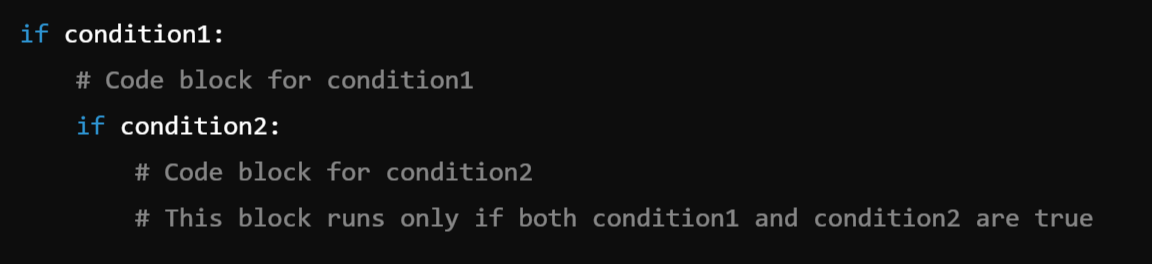 if condition1:
    # Code block for condition1
    if condition2:
        # Code block for condition2
        # This block runs only if both condition1 and condition2 are true